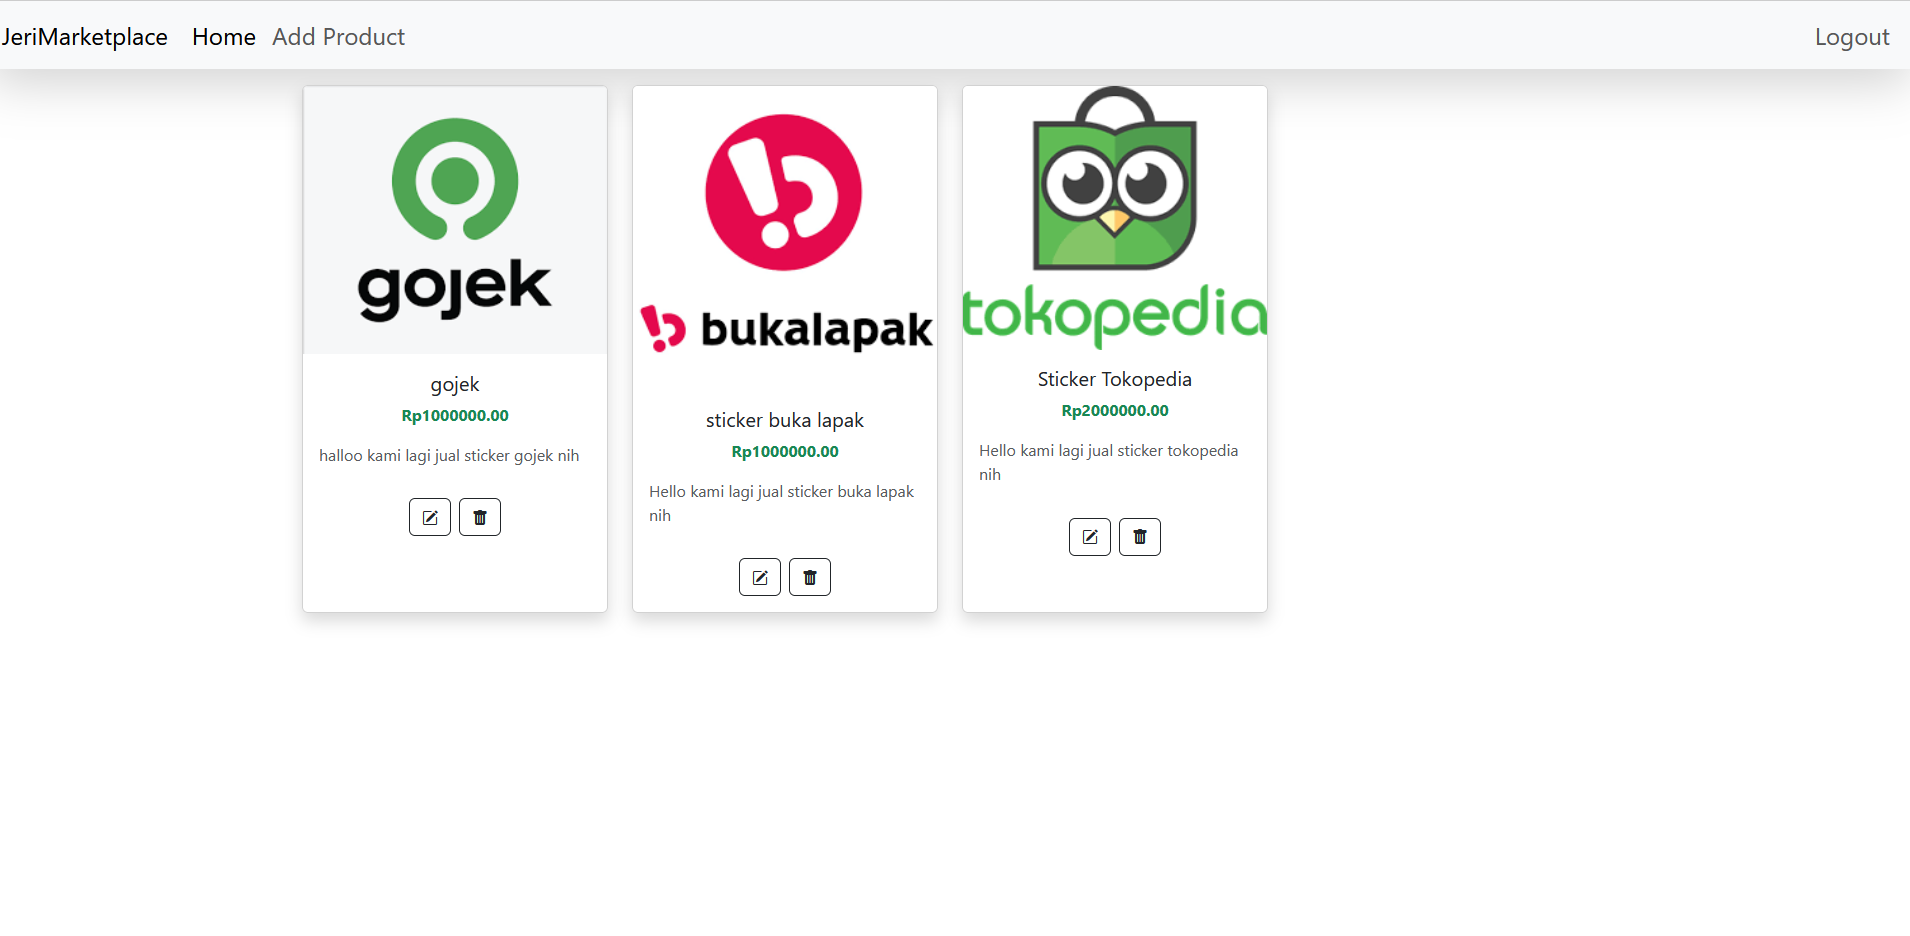 JeriMarketplace Home Add Product Logout
gojek
gojek
Rp1000000.00
halloo kami lagi jual sticker gojek nih
bukalapak
sticker buka lapak
Rp1000000.00
Hello kami lagi jual sticker buka lapak
nih
tokopedia
Sticker Tokopedia
Rp2000000.00
Hello kami lagi jual sticker tokopedia
nih